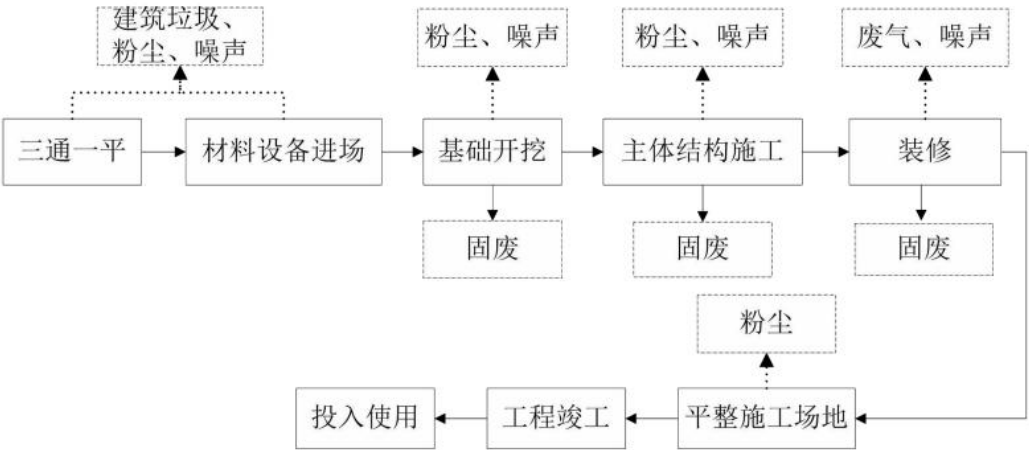 建筑垃圾、
粉尘、噪声
粉尘、噪声
粉尘、噪声
废气、噪声
三通一平
材料设备进场
基础开挖
主体结构施工
装修
固废
固废
固废
粉尘
投入使用
工程竣工
平整施工场地